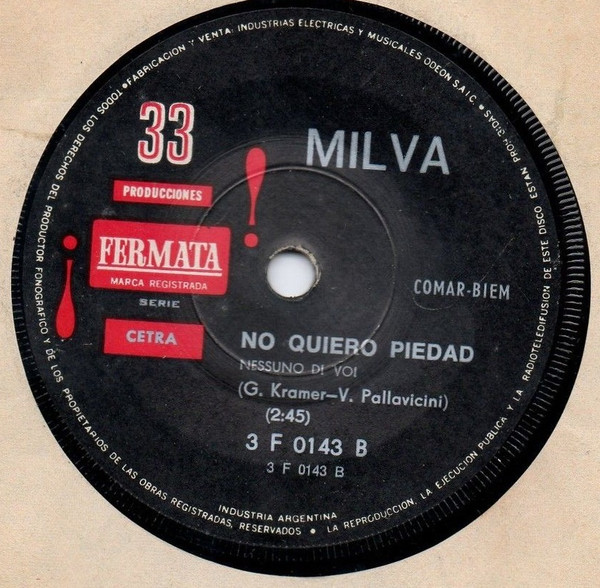 TODOS LOS DERECHOS DEL PRODUCTOR FONOGRAFICO Y DE LOS PROPIETARIOS DE LAS OBRAS REGISTRADAS, RESERVADOS • LA REPRODUCCION, LA EJECUCION PUBLICA Y LA RADIOTELEDIFUSION DE ESTE DISCO ESTAN PROHIBIDAS •
FABRICACION Y VENTA: INDUSTRIAS ELECTRICAS Y MUSICALES ODEON S.A.I.C. •
33
MILVA
PRODUCCIONES
¡FERMATA!
MARCA REGISTRADA
SERIE
CETRA
COMAR-BIEM
NO QUIERO PIEDAD
NESSUNO DI VOI
(G. Kramer-V. Pallavicini)
(2:45)
3 F 0143 B
3 F 0143 B
INDUSTRIA ARGENTINA